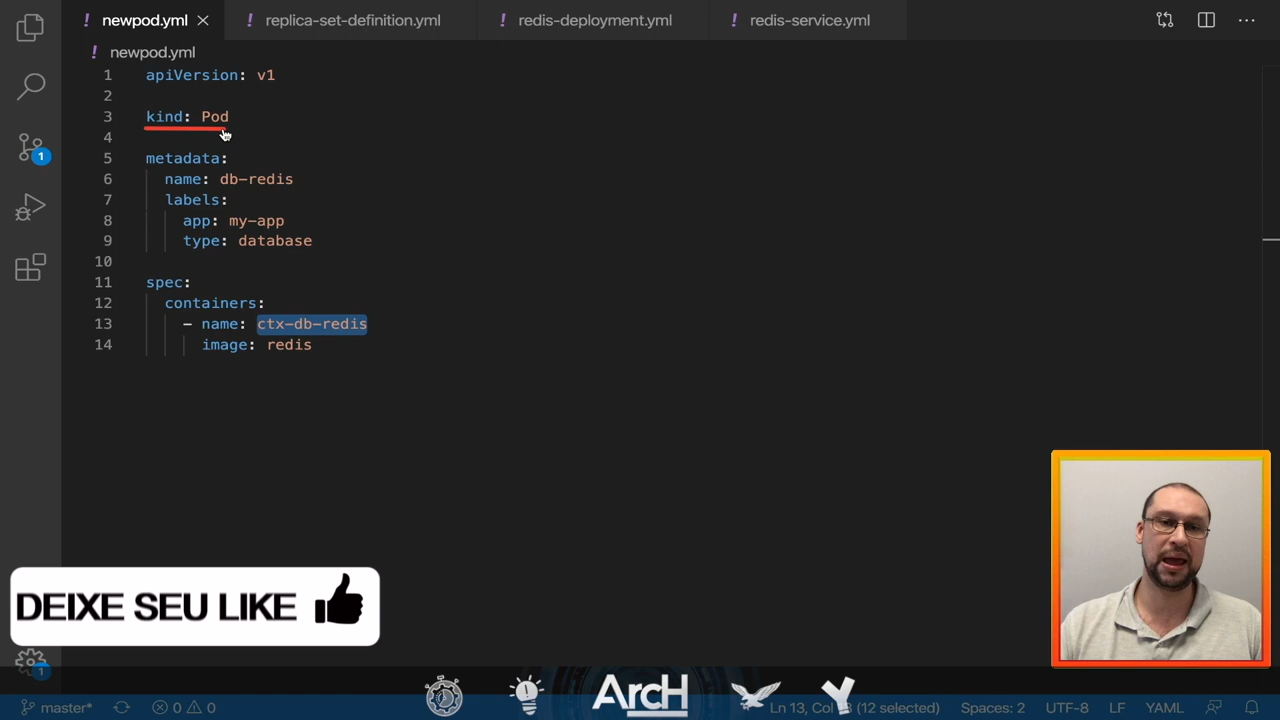 newpod.yml
replica-set-definition.yml
redis-deployment.yml
redis-service.yml
newpod.yml
1 apiVersion: v1
2
3 kind: Pod
4
5 metadata:
6 name: db-redis
7 labels:
8 app: my-app
9 type: database
10
11 spec:
12 containers:
13 - name: ctx-db-redis
14 image: redis
1
DEIXE SEU LIKE
1
ArcH
master* 0 0 Ln 13, Col (12 selected) Spaces: 2 UTF-8 LF YAML